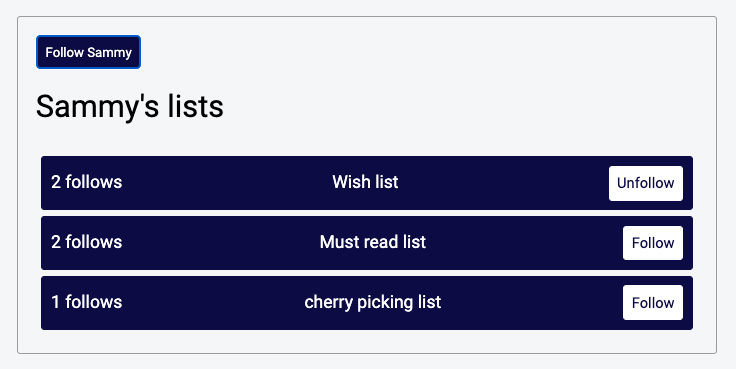 Follow Sammy
Sammy's lists
2 follows Wish list Unfollow
2 follows Must read list Follow
1 follows cherry picking list Follow